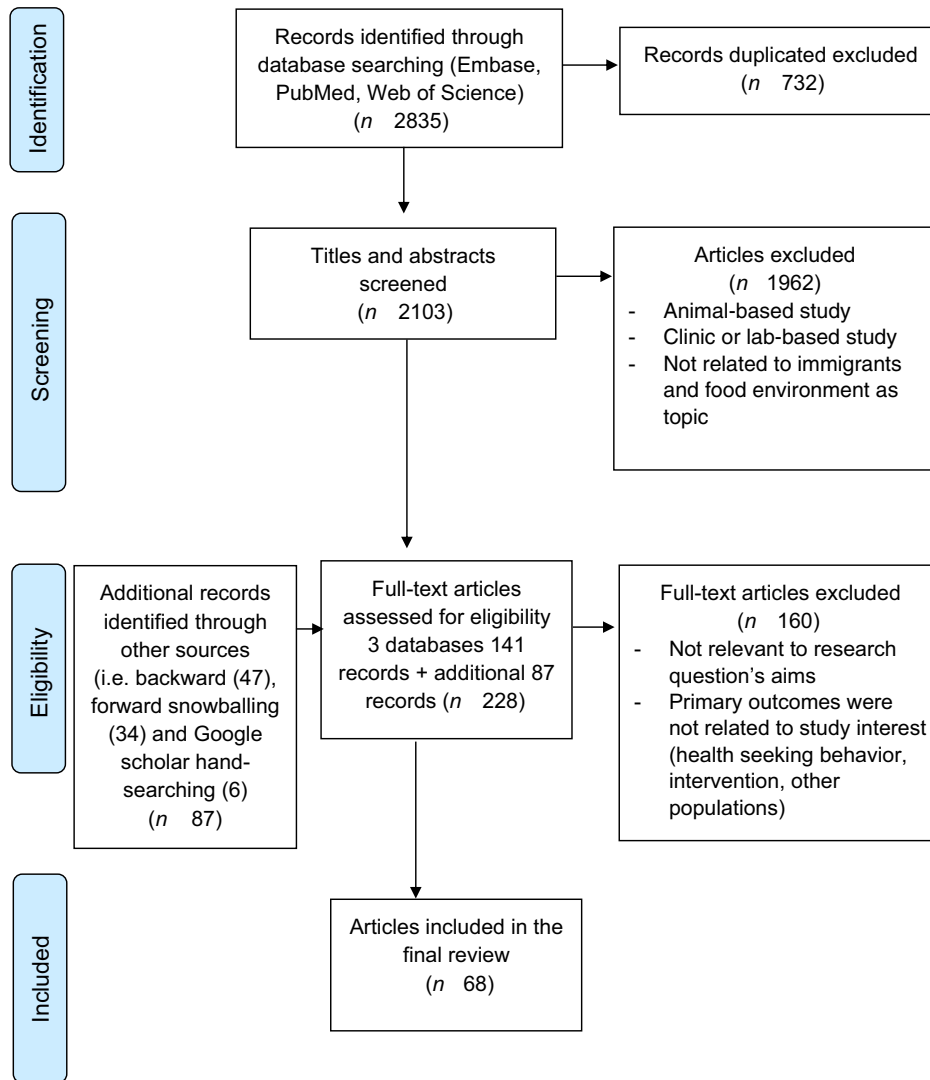 Identification
Records identified through
database searching (Embase,
PubMed, Web of Science)
(n 2835)
Records duplicated excluded
(n 732)
Screening
Titles and abstracts
screened
(n 2103)
Articles excluded
(n 1962)
- Animal-based study
- Clinic or lab-based study
- Not related to immigrants
and food environment as
topic
Eligibility
Additional records
identified through
other sources
(i.e. backward (47),
forward snowballing
(34) and Google
scholar hand-
searching (6)
(n 87)
Full-text articles
assessed for eligibility
3 databases 141
records + additional 87
records (n 228)
Full-text articles excluded
(n 160)
- Not relevant to research
question’s aims
- Primary outcomes were
not related to study interest
(health seeking behavior,
intervention, other
populations)
Included
Articles included in the
final review
(n 68)